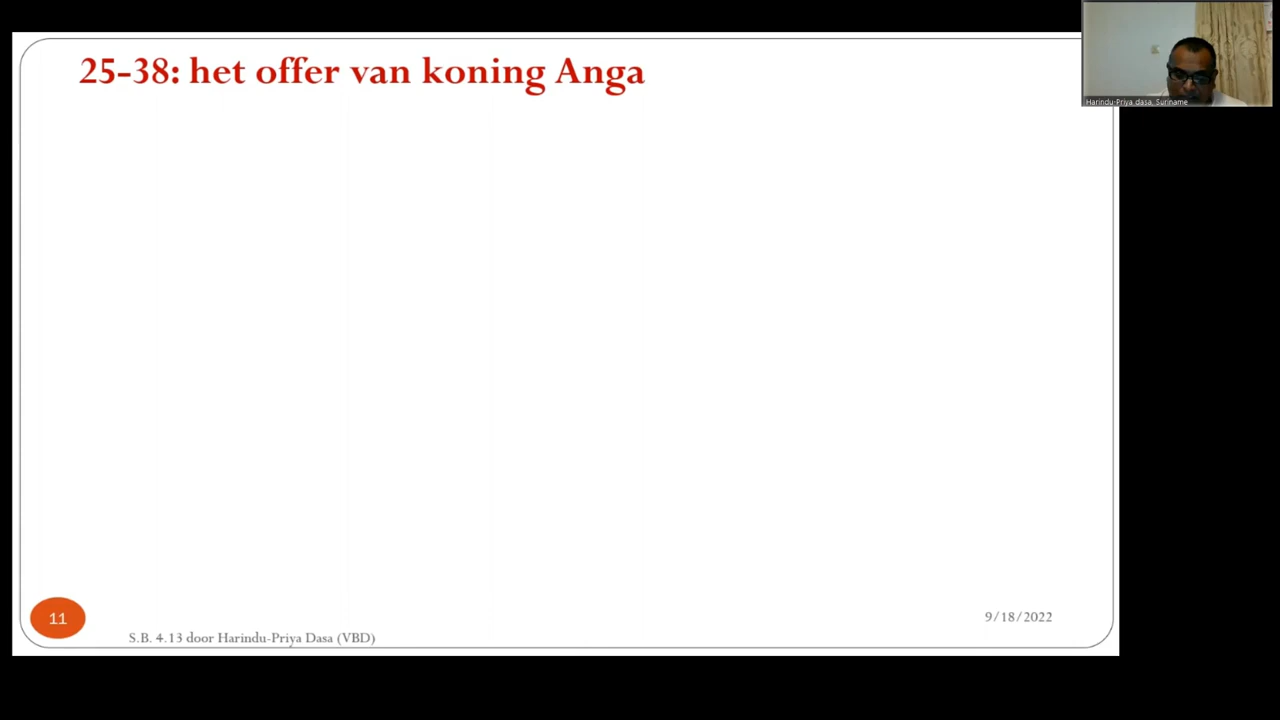 25-38: het offer van koning Anga
Harindu-Priya dasa, Suriname
11
9/18/2022
S.B. 4.13 door Harindu-Priya Dasa (VBD)